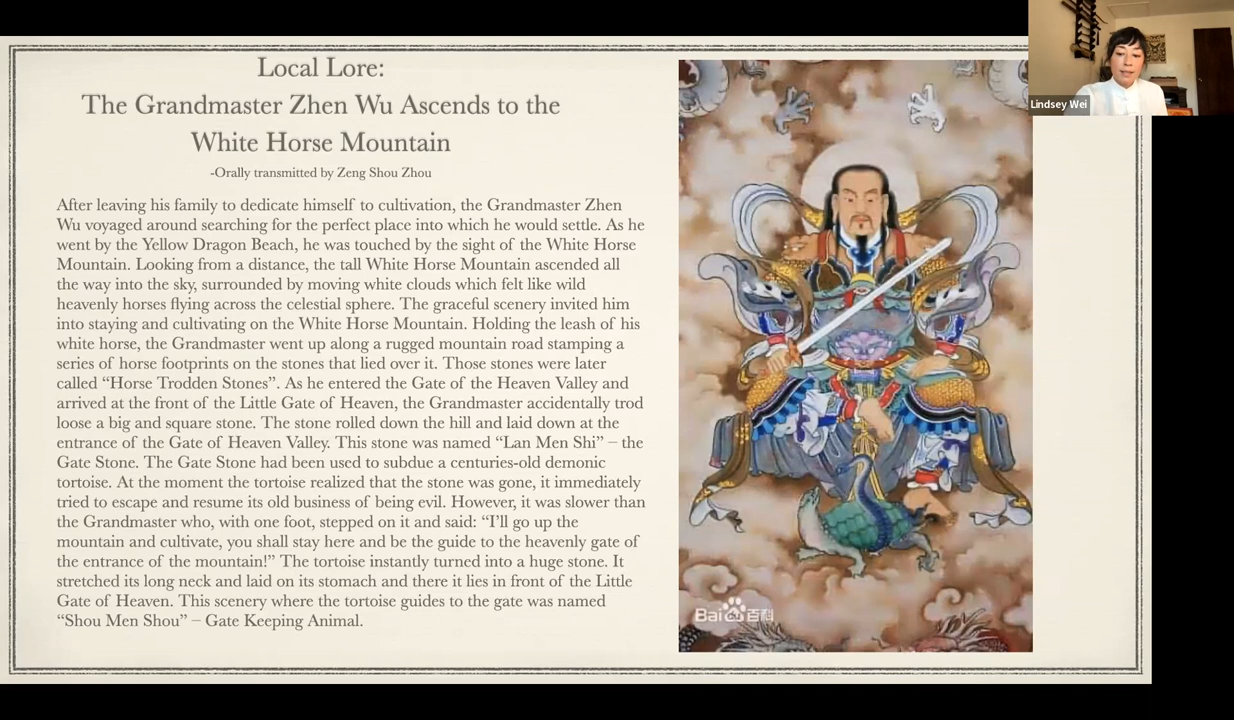 Local Lore:
The Grandmaster Zhen Wu Ascends to the
White Horse Mountain
-Orally transmitted by Zeng Shou Zhou
After leaving his family to dedicate himself to cultivation, the Grandmaster Zhen
Wu voyaged around searching for the perfect place into which he would settle. As he
went by the Yellow Dragon Beach, he was touched by the sight of the White Horse
Mountain. Looking from a distance, the tall White Horse Mountain ascended all
the way into the sky, surrounded by moving white clouds which felt like wild
heavenly horses flying across the celestial sphere. The graceful scenery invited him
into staying and cultivating on the White Horse Mountain. Holding the leash of his
white horse, the Grandmaster went up along a rugged mountain road stamping a
series of horse footprints on the stones that lied over it. Those stones were later
called “Horse Trodden Stones”. As he entered the Gate of the Heaven Valley and
arrived at the front of the Little Gate of Heaven, the Grandmaster accidentally trod
loose a big and square stone. The stone rolled down the hill and laid down at the
entrance of the Gate of Heaven Valley. This stone was named “Lan Men Shi” – the
Gate Stone. The Gate Stone had been used to subdue a centuries-old demonic
tortoise. At the moment the tortoise realized that the stone was gone, it immediately
tried to escape and resume its old business of being evil. However, it was slower than
the Grandmaster who, with one foot, stepped on it and said: “I’ll go up the
mountain and cultivate, you shall stay here and be the guide to the heavenly gate of
the entrance of the mountain!” The tortoise instantly turned into a huge stone. It
stretched its long neck and laid on its stomach and there it lies in front of the Little
Gate of Heaven. This scenery where the tortoise guides to the gate was named
“Shou Men Shou” – Gate Keeping Animal.
Bai du 百科
Lindsey Wei